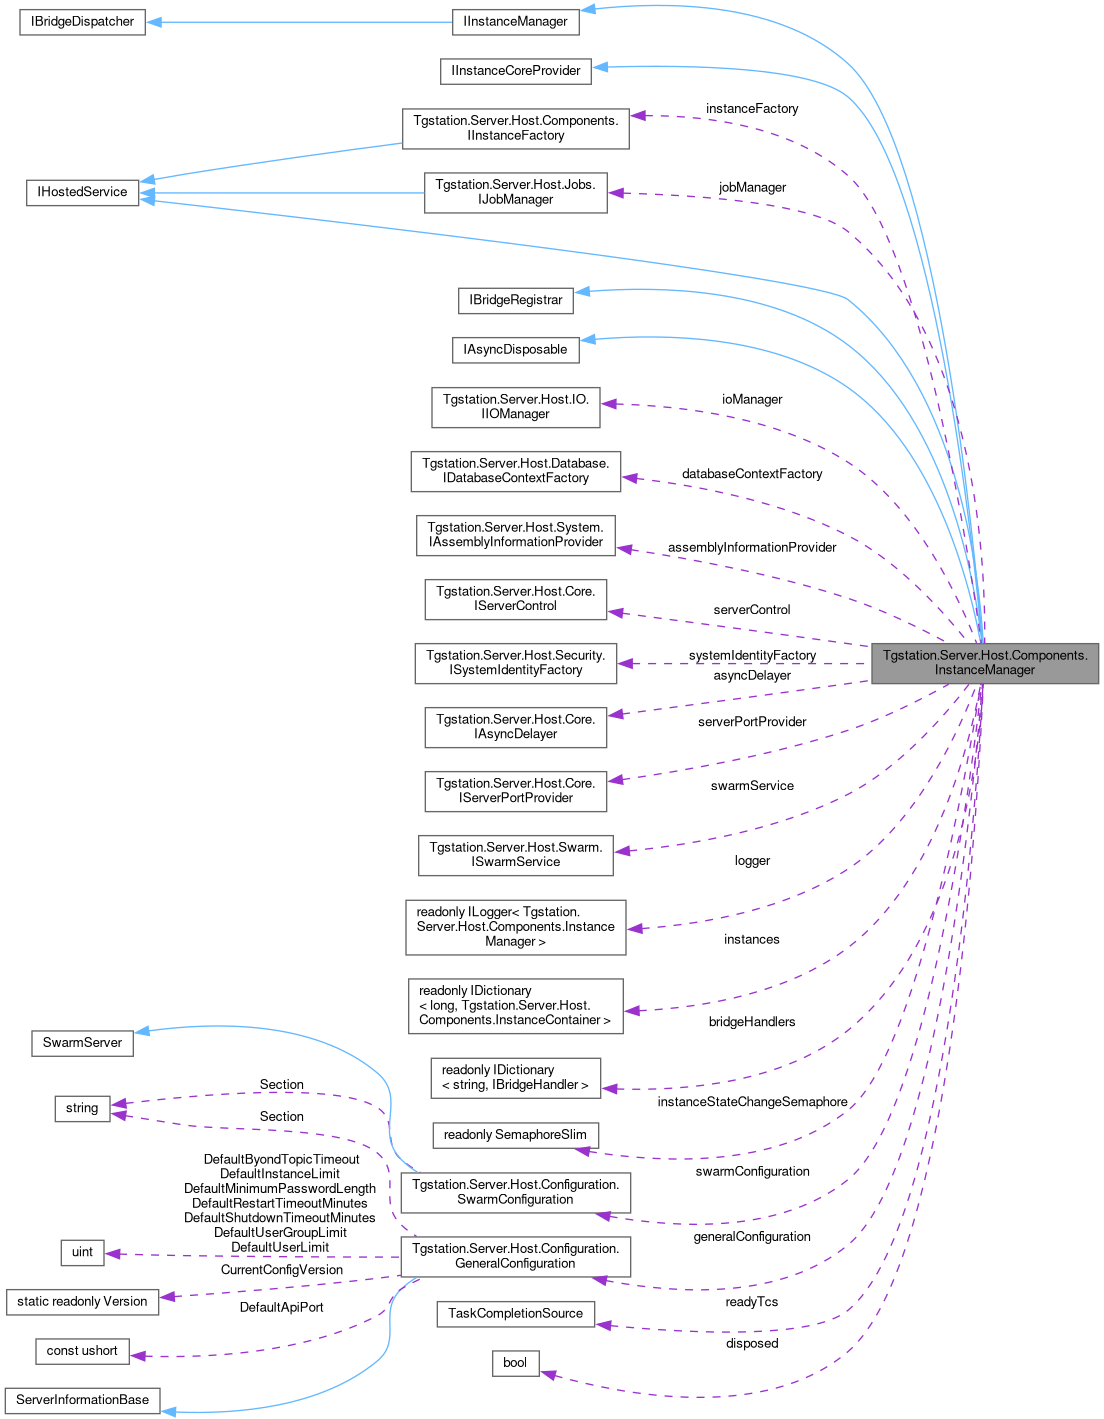 IBridgeDispatcher
IInstanceManager
IInstanceCoreProvider
Tgstation.Server.Host.Components.
IInstanceFactory
instanceFactory
IHostedService
Tgstation.Server.Host.Jobs.
IJobManager
jobManager
IBridgeRegistrar
IAsyncDisposable
Tgstation.Server.Host.IO.
IIOManager
ioManager
Tgstation.Server.Host.Database.
IDatabaseContextFactory
databaseContextFactory
Tgstation.Server.Host.System.
IAssemblyInformationProvider
assemblyInformationProvider
Tgstation.Server.Host.Core.
IServerControl
serverControl
Tgstation.Server.Host.Security.
ISystemIdentityFactory
systemIdentityFactory
Tgstation.Server.Host.Components.
InstanceManager
asyncDelayer
Tgstation.Server.Host.Core.
IAsyncDelayer
serverPortProvider
Tgstation.Server.Host.Core.
IServerPortProvider
swarmService
Tgstation.Server.Host.Swarm.
ISwarmService
logger
readonly ILogger< Tgstation.
Server.Host.Components.Instance
Manager >
instances
readonly IDictionary
< long, Tgstation.Server.Host.
Components.InstanceContainer >
bridgeHandlers
SwarmServer
readonly IDictionary
< string, IBridgeHandler >
Section
string
Section
instanceStateChangeSemaphore
readonly SemaphoreSlim
swarmConfiguration
Tgstation.Server.Host.Configuration.
SwarmConfiguration
DefaultByondTopicTimeout
DefaultInstanceLimit
DefaultMinimumPasswordLength
DefaultRestartTimeoutMinutes
DefaultShutdownTimeoutMinutes
DefaultUserGroupLimit
DefaultUserLimit
uint
generalConfiguration
Tgstation.Server.Host.Configuration.
GeneralConfiguration
CurrentConfigVersion
static readonly Version
DefaultApiPort
readyTcs
TaskCompletionSource
const ushort
disposed
bool
ServerInformationBase